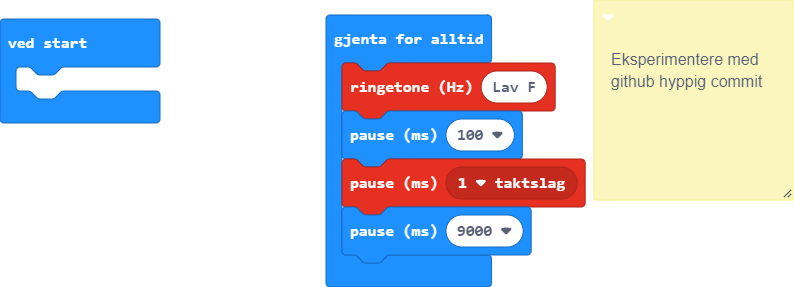 ved start
gjenta for alltid
ringetone (Hz) Lav F
pause (ms) 100
pause (ms) 1 taktslag
pause (ms) 9000
Eksperimentere med
github hyppig commit